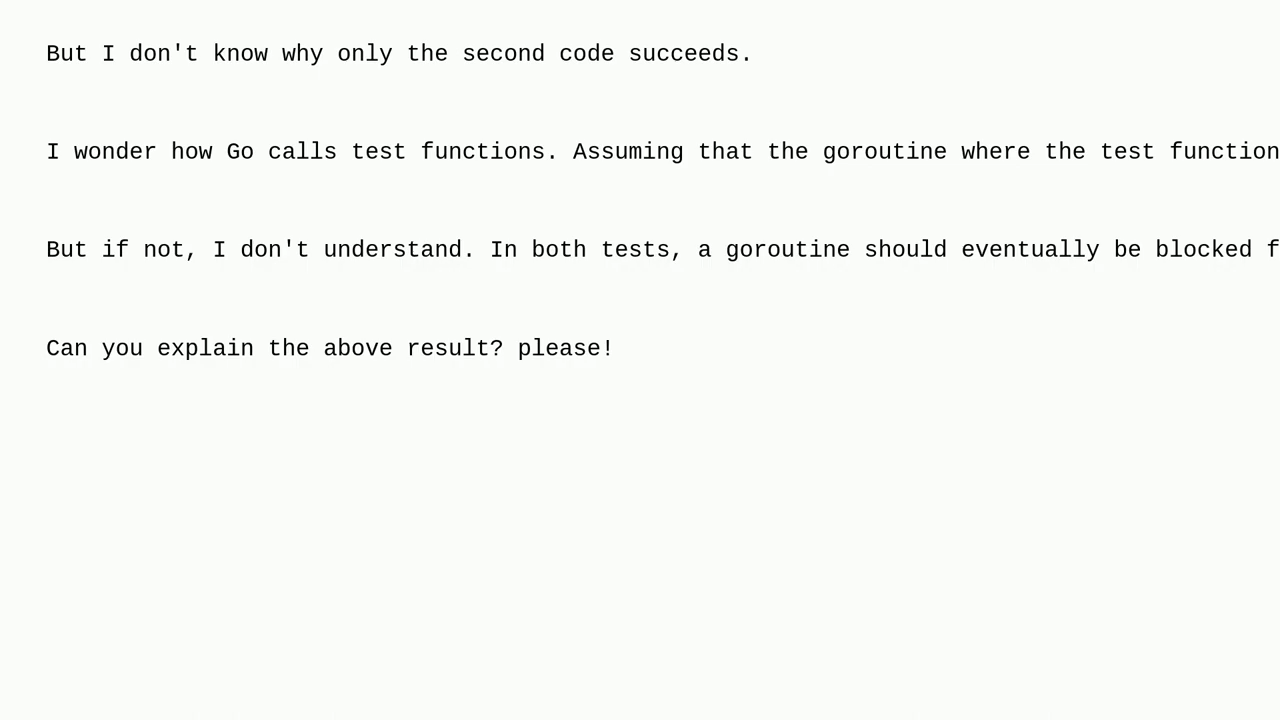 But I don't know why only the second code succeeds.
I wonder how Go calls test functions. Assuming that the goroutine where the test function
But if not, I don't understand. In both tests, a goroutine should eventually be blocked f
Can you explain the above result? please!